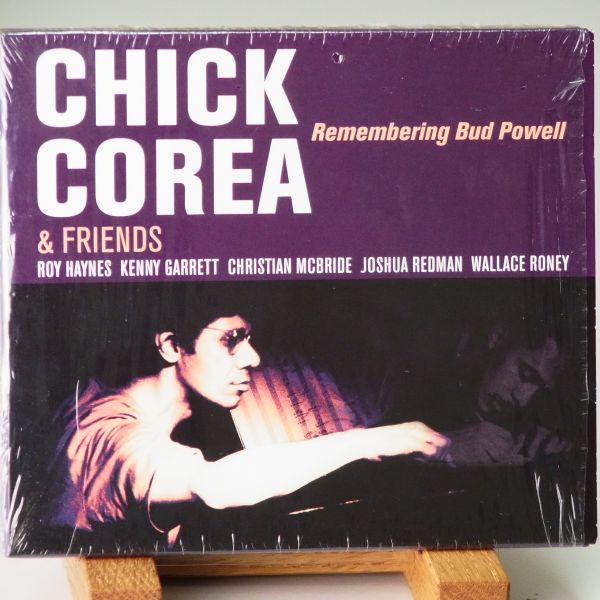 CHICK
COREA
Remembering Bud Powell
& FRIENDS
ROY HAYNES KENNY GARRETT CHRISTIAN MCBRIDE JOSHUA REDMAN WALLACE RONEY